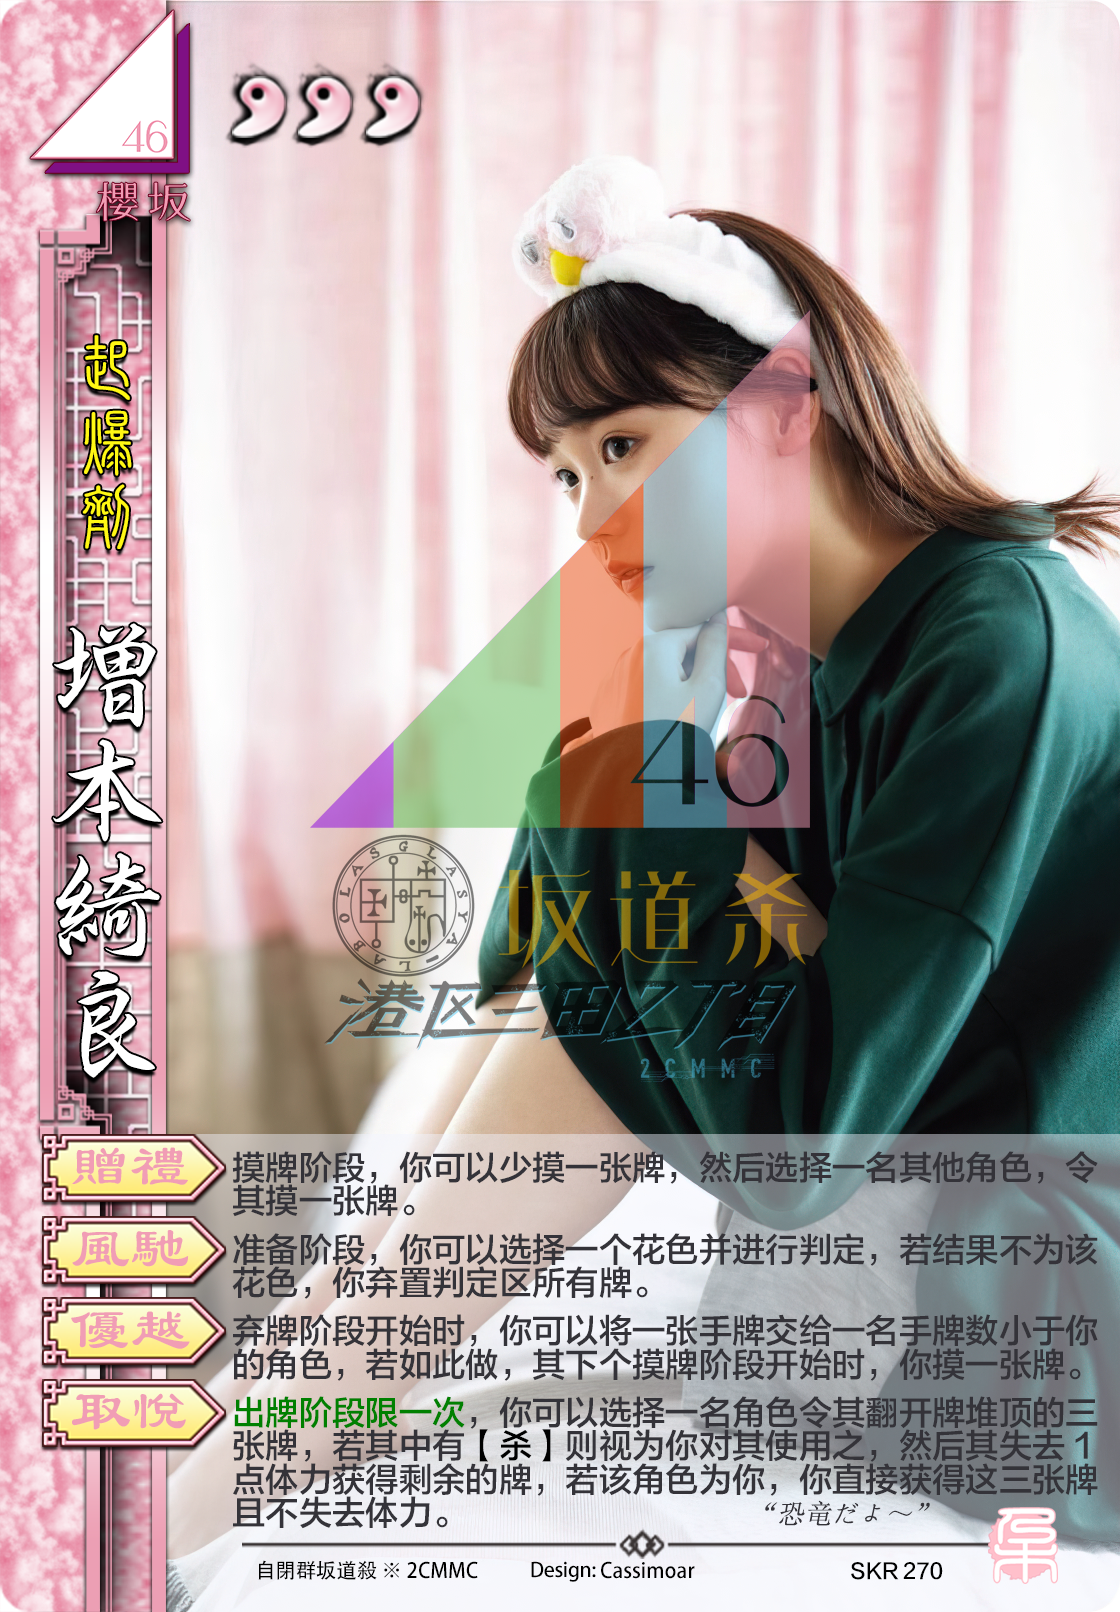 46
櫻坂
起爆劑
増本綺良
46
GLASYA LABOLAS
坂道杀
港区三田2丁目
2CMMC
贈禮
摸牌阶段，你可以少摸一张牌，然后选择一名其他角色，令
其摸一张牌。
風馳
准备阶段，你可以选择一个花色并进行判定，若结果不为该
花色，你弃置判定区所有牌。
優越
弃牌阶段开始时，你可以将一张手牌交给一名手牌数小于你
的角色，若如此做，其下个摸牌阶段开始时，你摸一张牌。
取悅
出牌阶段限一次，你可以选择一名角色令其翻开牌堆顶的三
张牌，若其中有【杀】则视为你对其使用之，然后其失去1
点体力获得剩余的牌，若该角色为你，你直接获得这三张牌
且不失去体力。
“恐竜だょ～”
自閉群坂道殺 ※ 2CMMC
Design: Cassimoar
SKR 270